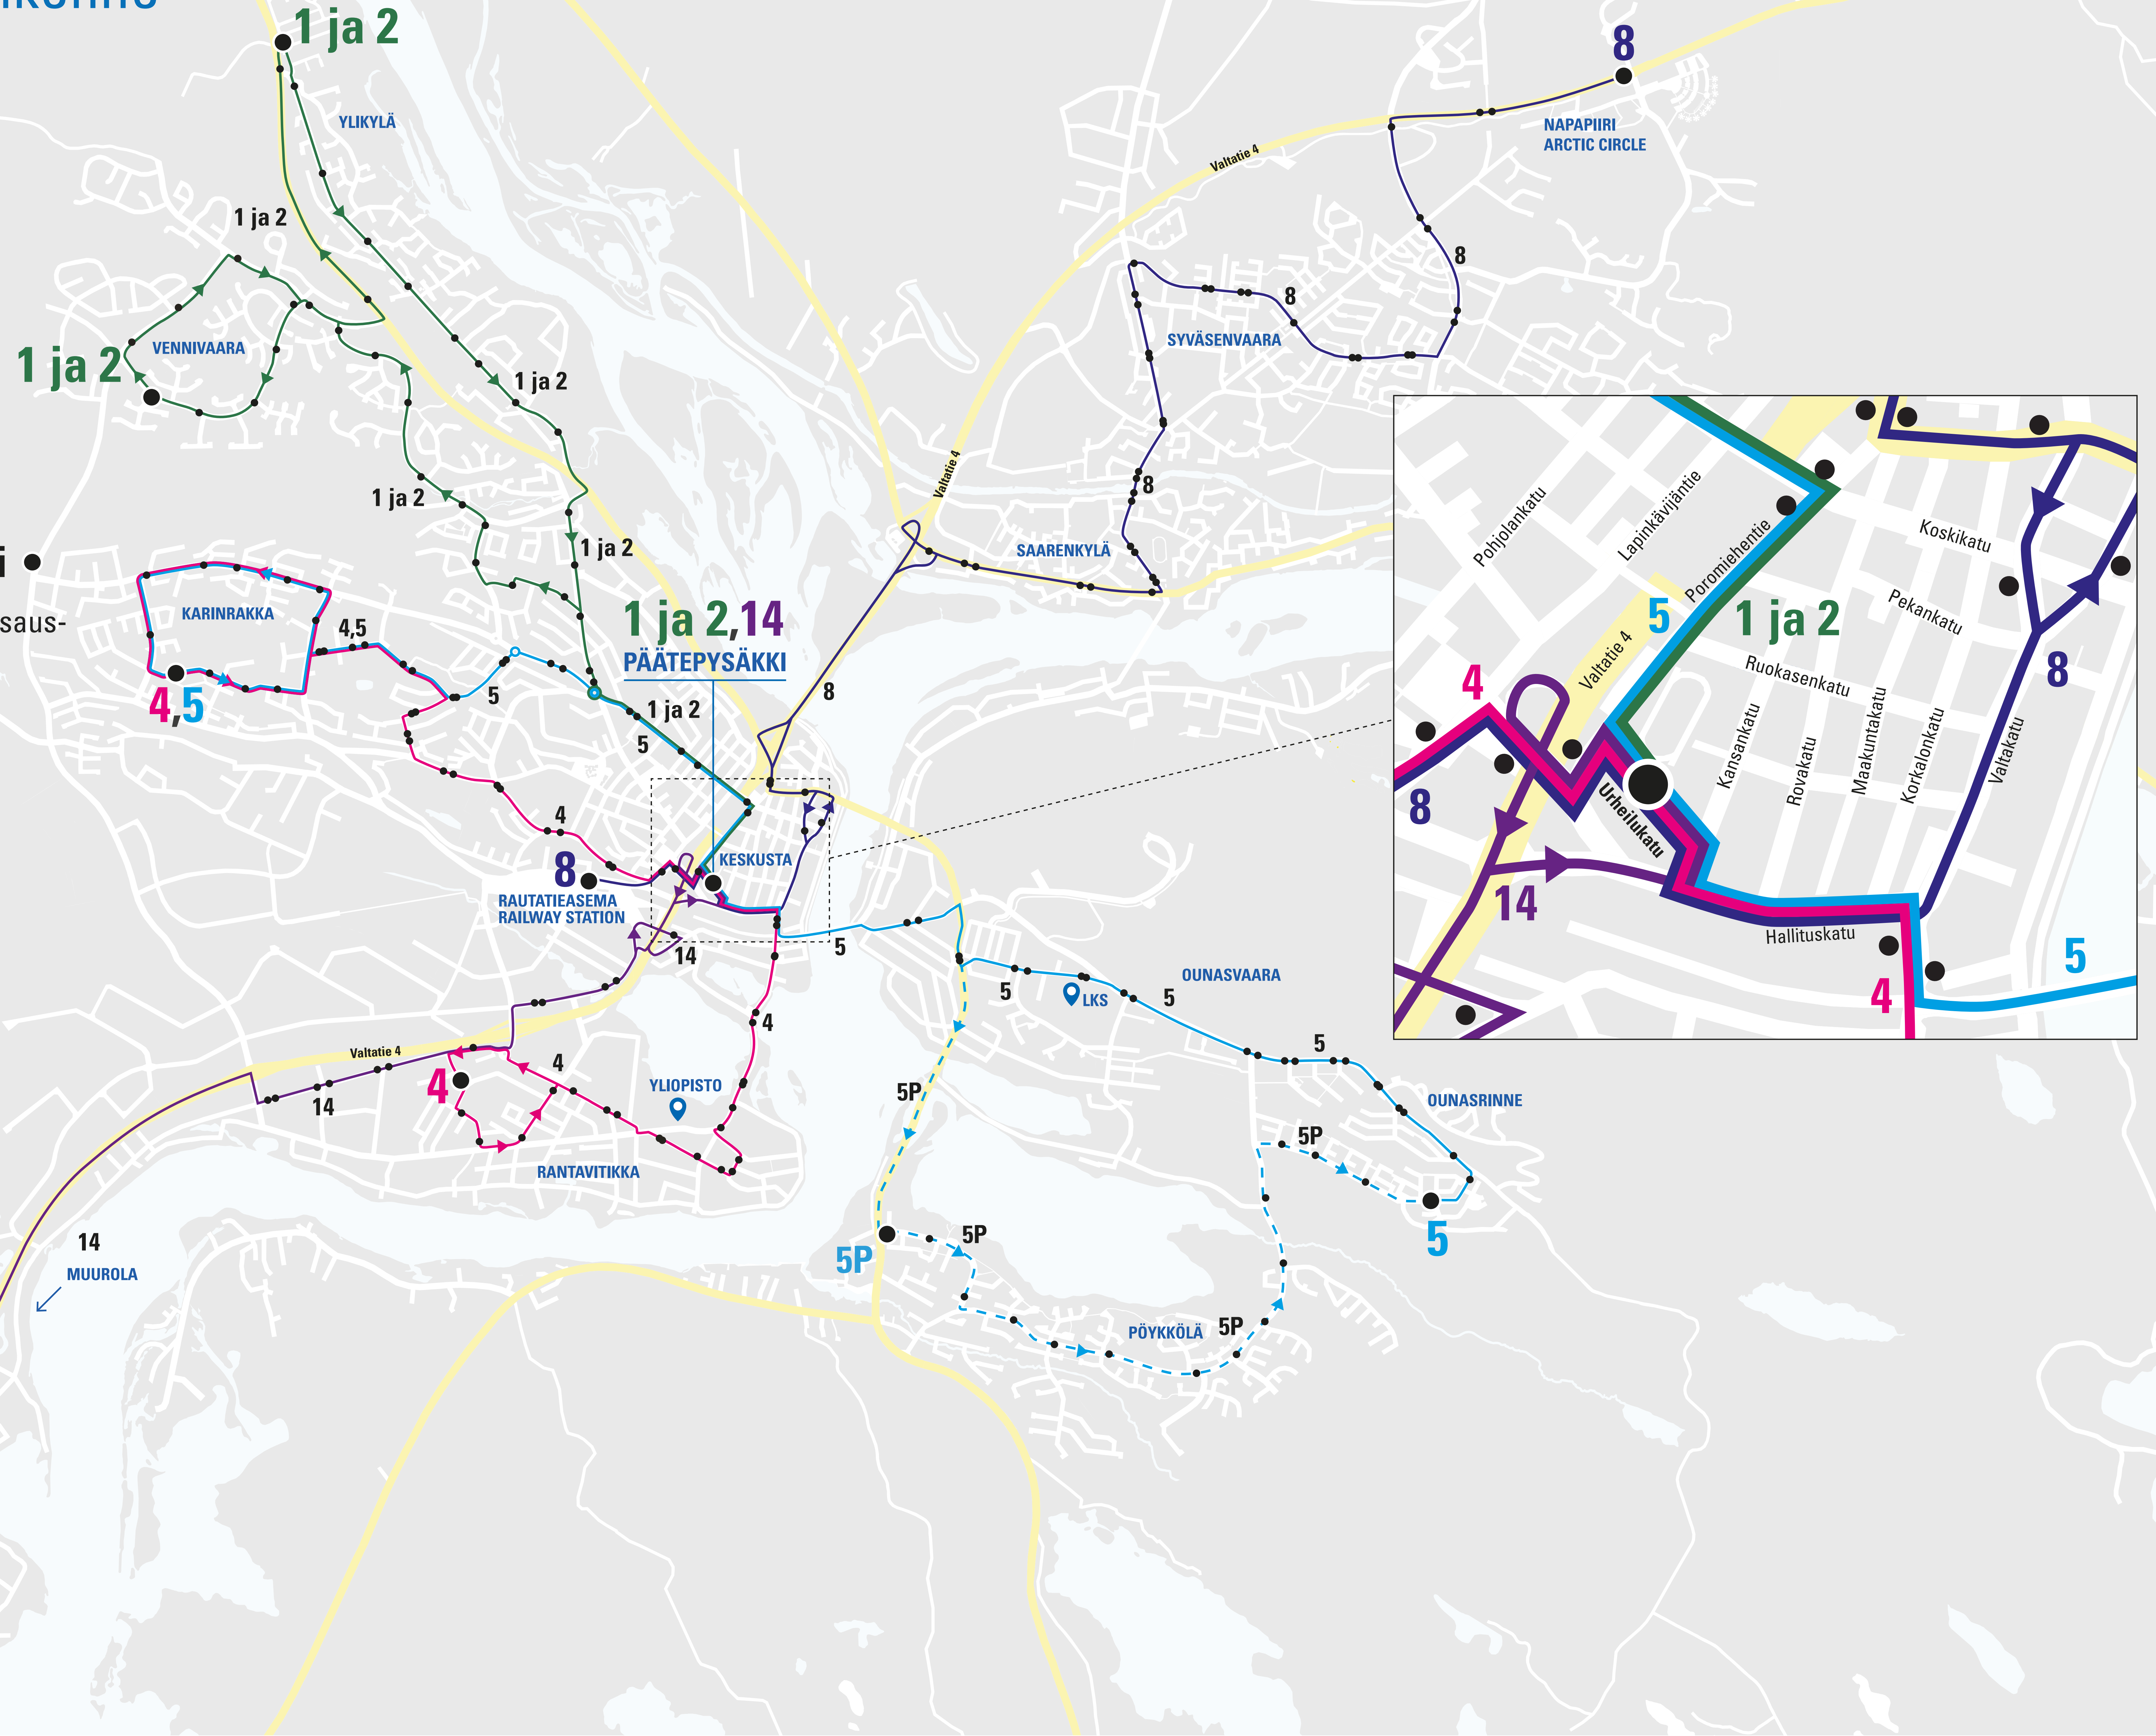 1 ja 2
8
YLIKYLÄ
NAPAPIIRI
ARCTIC CIRCLE
Valtatie 4
1 ja 2
8
8
SYVÄSENVAARA
VENNIVAARA
1 ja 2
1 ja 2
Valtatie 4
8
1 ja 2
1 ja 2
SAARENKYLÄ
i
saus-
KARINRAKKA
4,5
4,5
5
1 ja 2,14
PÄÄTEPYSÄKKI
8
1 ja 2
5
4
KESKUSTA
8
RAUTATIEASEMA
RAILWAY STATION
14
5
OUNASVAARA
5
LKS
5
4
5
Valtatie 4
4
4
YLIOPISTO
14
5P
OUNASRINNE
5P
RANTAVITIKKA
14
MUUROLA
5P
5P
5
PÖYKKÖLÄ
5P
Pohjolankatu
Lapinkävijäntie
Poromiehentie
Koskikatu
Pekankatu
5
1 ja 2
Valtatie 4
Ruokasenkatu
4
8
8
Kansankatu
Rovakatu
Maakuntakatu
Korkalonkatu
Valtakatu
Urheilukatu
14
Hallituskatu
5
4